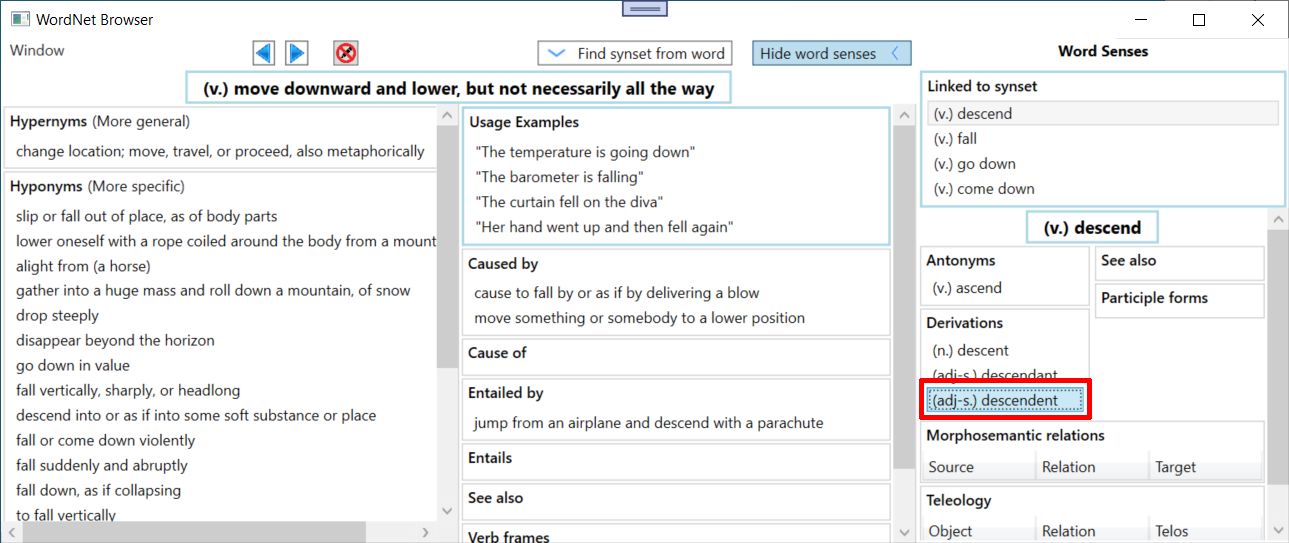 WordNet Browser
Window
Find synset from word
Hide word senses
Word Senses
(v.) move downward and lower, but not necessarily all the way
Hypernyms (More general)
change location; move, travel, or proceed, also metaphorically
Hyponyms (More specific)
slip or fall out of place, as of body parts
lower oneself with a rope coiled around the body from a mount
alight from (a horse)
gather into a huge mass and roll down a mountain, of snow
drop steeply
disappear beyond the horizon
go down in value
fall vertically, sharply, or headlong
descend into or as if into some soft substance or place
fall or come down violently
fall suddenly and abruptly
fall down, as if collapsing
to fall vertically
Usage Examples
"The temperature is going down"
"The barometer is falling"
"The curtain fell on the diva"
"Her hand went up and then fell again"
Caused by
cause to fall by or as if by delivering a blow
move something or somebody to a lower position
Cause of
Entailed by
jump from an airplane and descend with a parachute
Entails
See also
Verb frames
Linked to synset
(v.) descend
(v.) fall
(v.) go down
(v.) come down
(v.) descend
Antonyms
(v.) ascend
See also
Participle forms
Derivations
(n.) descent
(adj-s.) descendant
(adj-s.) descendent
Morphosemantic relations
Source Relation Target
Teleology
Object Relation Telos